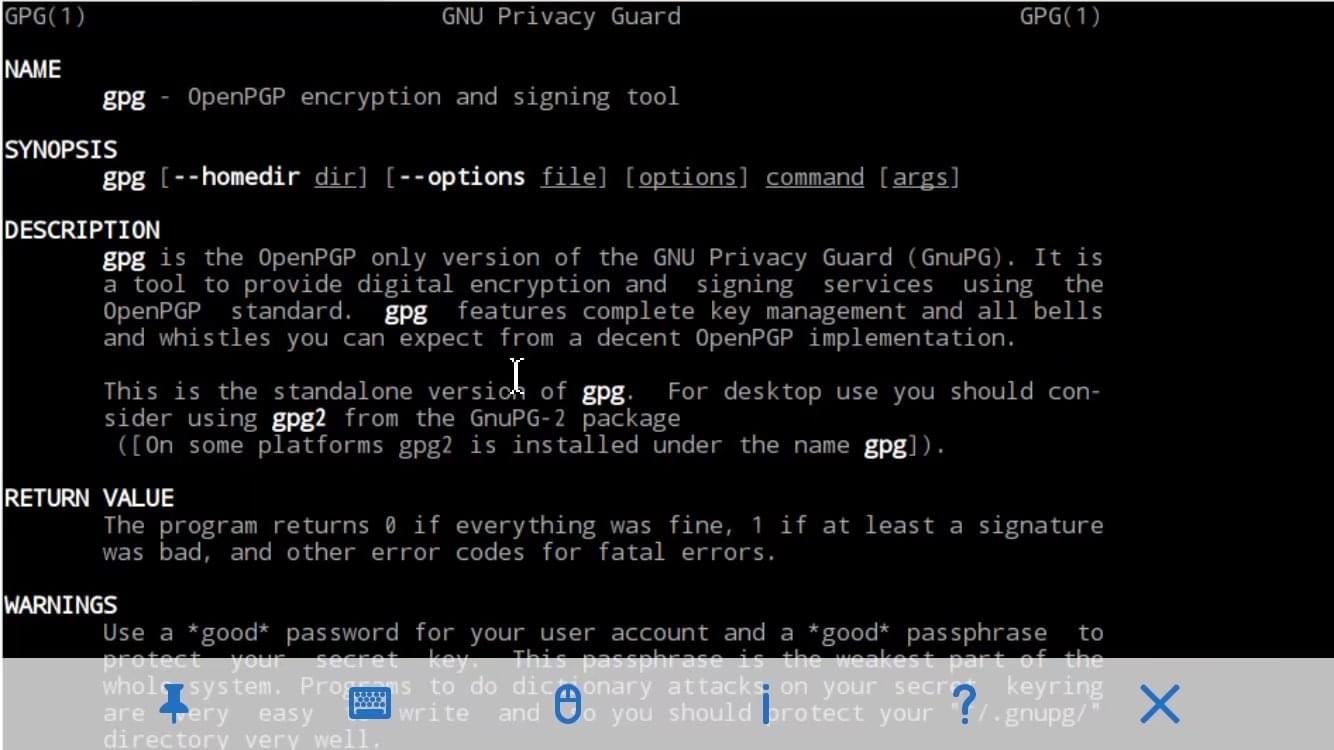 GPG(1) GNU Privacy Guard GPG(1)
NAME
gpg - OpenPGP encryption and signing tool
SYNOPSIS
gpg [--homedir dir] [--options file] [options] command [args]
DESCRIPTION
gpg is the OpenPGP only version of the GNU Privacy Guard (GnuPG). It is
a tool to provide digital encryption and signing services using the
OpenPGP standard. gpg features complete key management and all bells
and whistles you can expect from a decent OpenPGP implementation.
This is the standalone version of gpg. For desktop use you should con-
sider using gpg2 from the GnuPG-2 package
([On some platforms gpg2 is installed under the name gpg]).
RETURN VALUE
The program returns 0 if everything was fine, 1 if at least a signature
was bad, and other error codes for fatal errors.
WARNINGS
Use a *good* password for your user account and a *good* passphrase to
protect your secret key. This passphrase is the weakest part of the
whole system. Programs to do dictionary attacks on your secret keyring
are very easy to write and so you should protect your "~/.gnupg/"
directory very well.